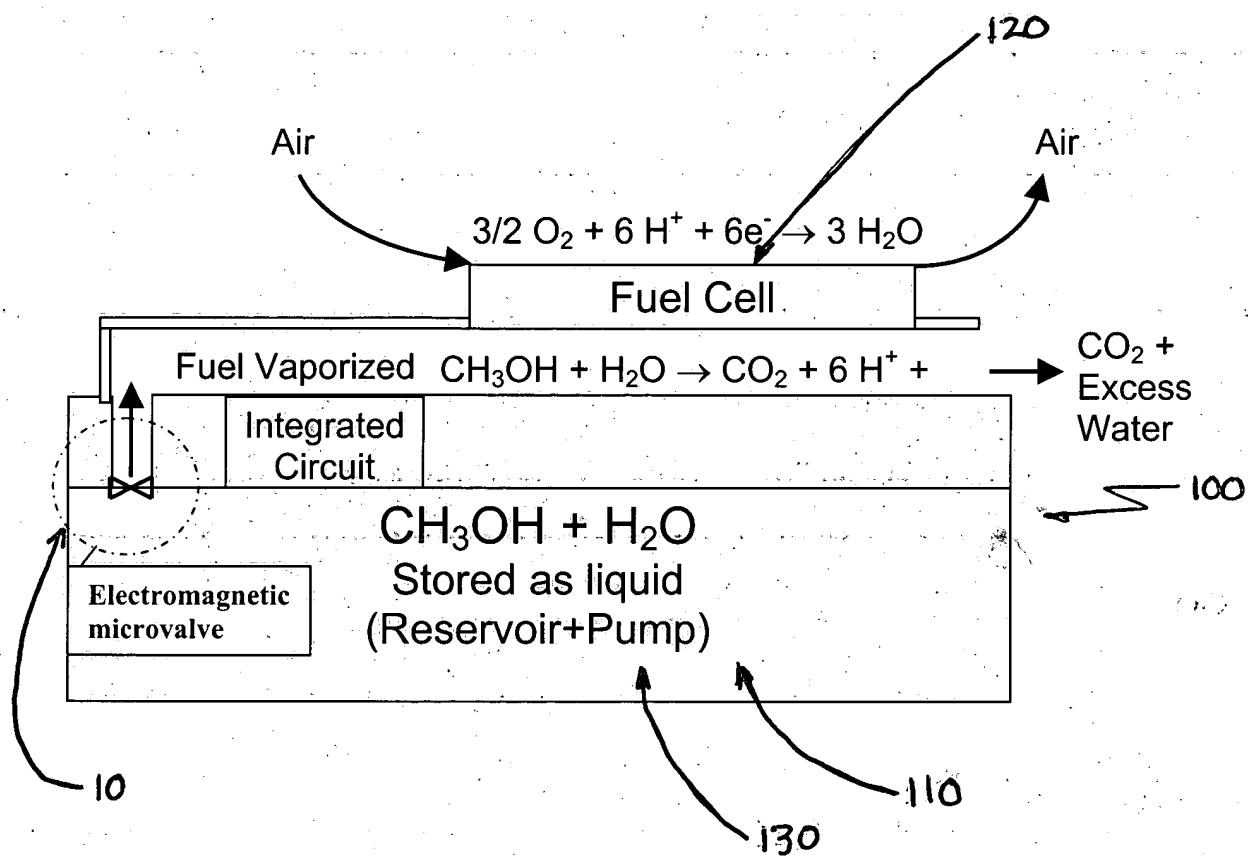 120
Air
Air
3/2 O₂ + 6 H⁺ + 6e⁻ → 3 H₂O
Fuel Cell
Fuel Vaporized CH₃OH + H₂O → CO₂ + 6 H⁺ +
CO₂ +
Excess
Water
Integrated
Circuit
100
CH₃OH + H₂O
Stored as liquid
(Reservoir+Pump)
Electromagnetic
microvalve
10
110
130